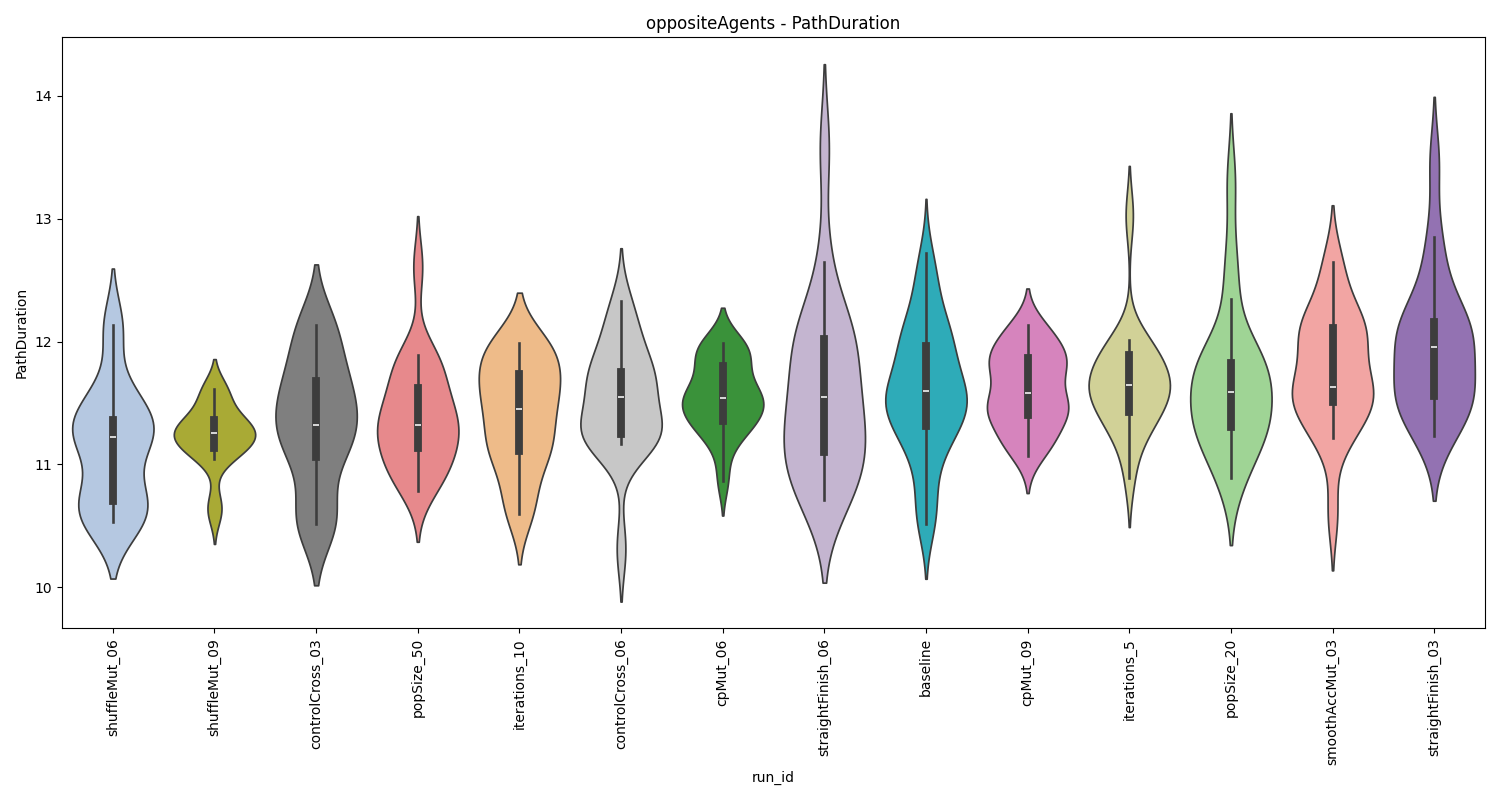 oppositeAgents - PathDuration
PathDuration
14
13
12
11
10
shuffleMut_06
shuffleMut_09
controlCross_03
popSize_50
iterations_10
controlCross_06
cpMut_06
straightFinish_06
baseline
cpMut_09
iterations_5
popSize_20
smoothAccMut_03
straightFinish_03
run_id